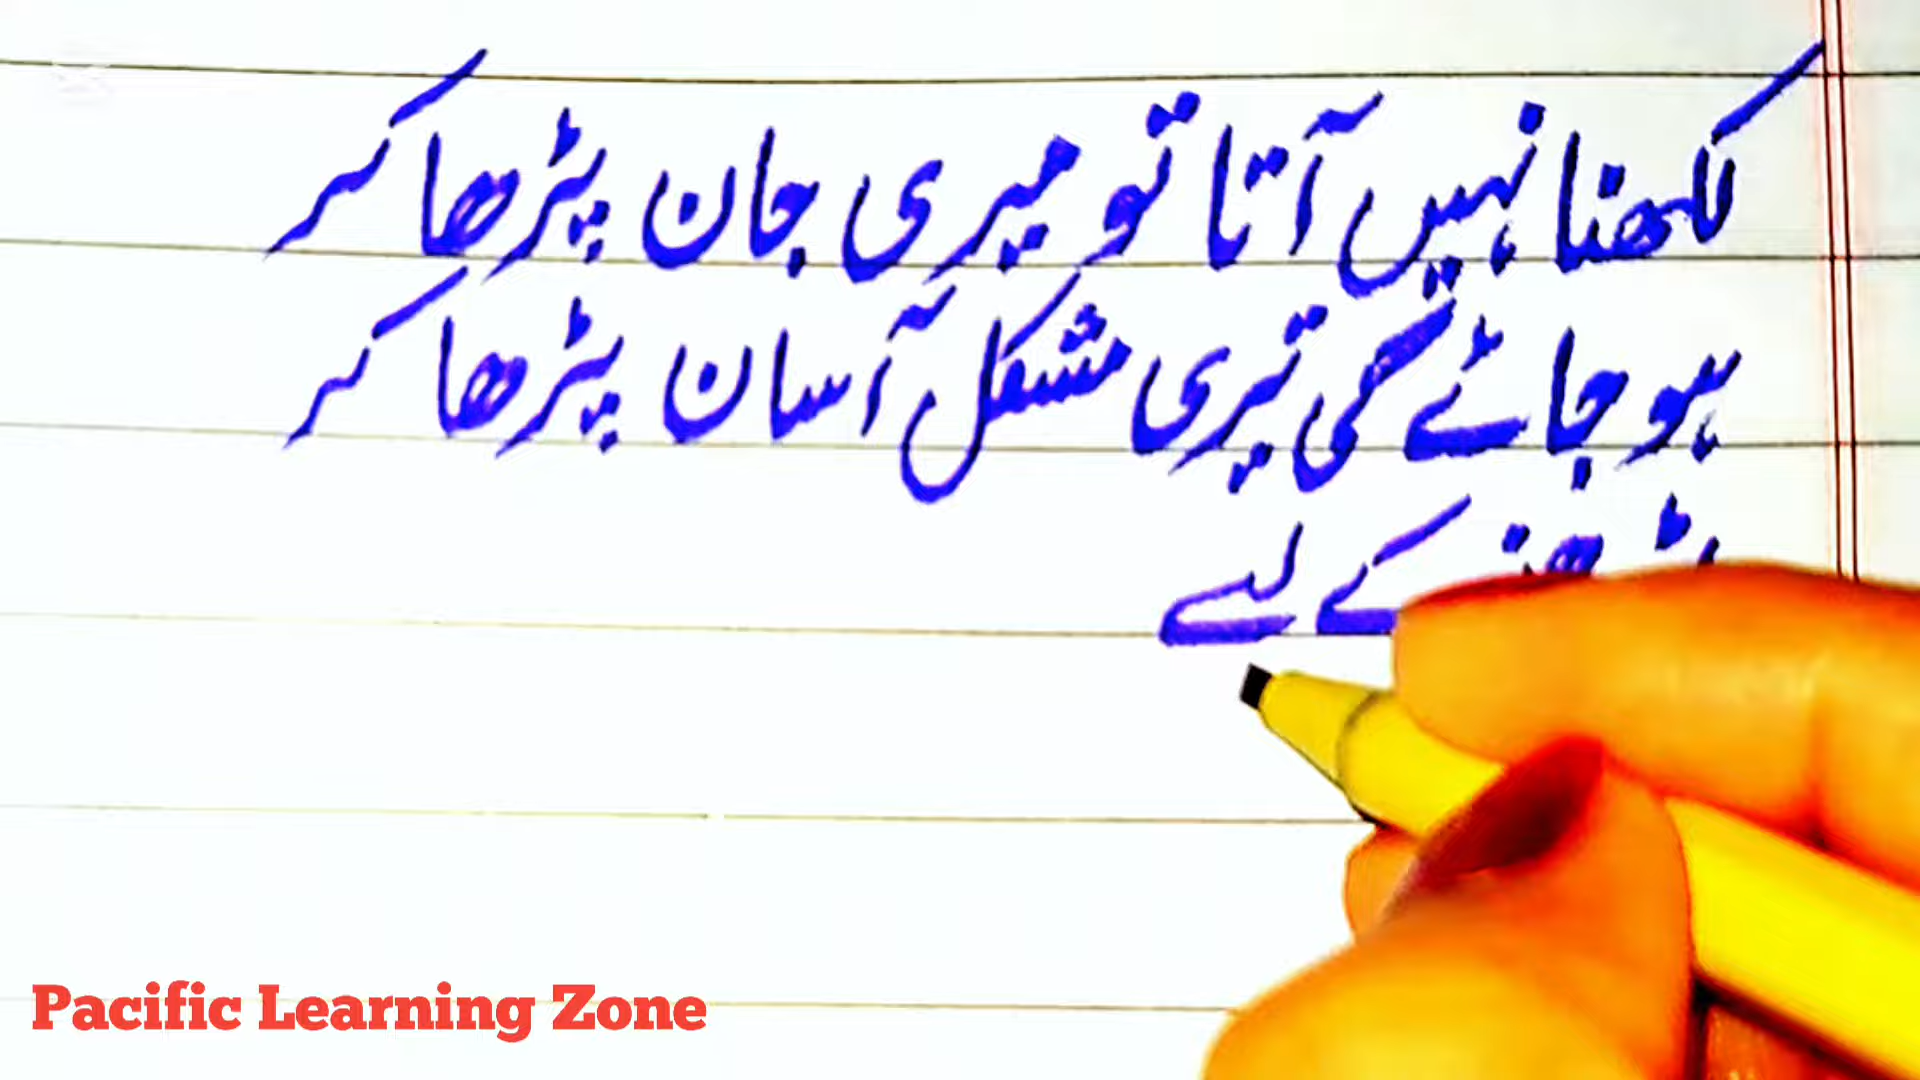 لکھنا نہیں آتا تو میری جان پڑھا کر
ہو جائے گی تیری مشکل آسان پڑھا کر
کے لیے
Pacific Learning Zone